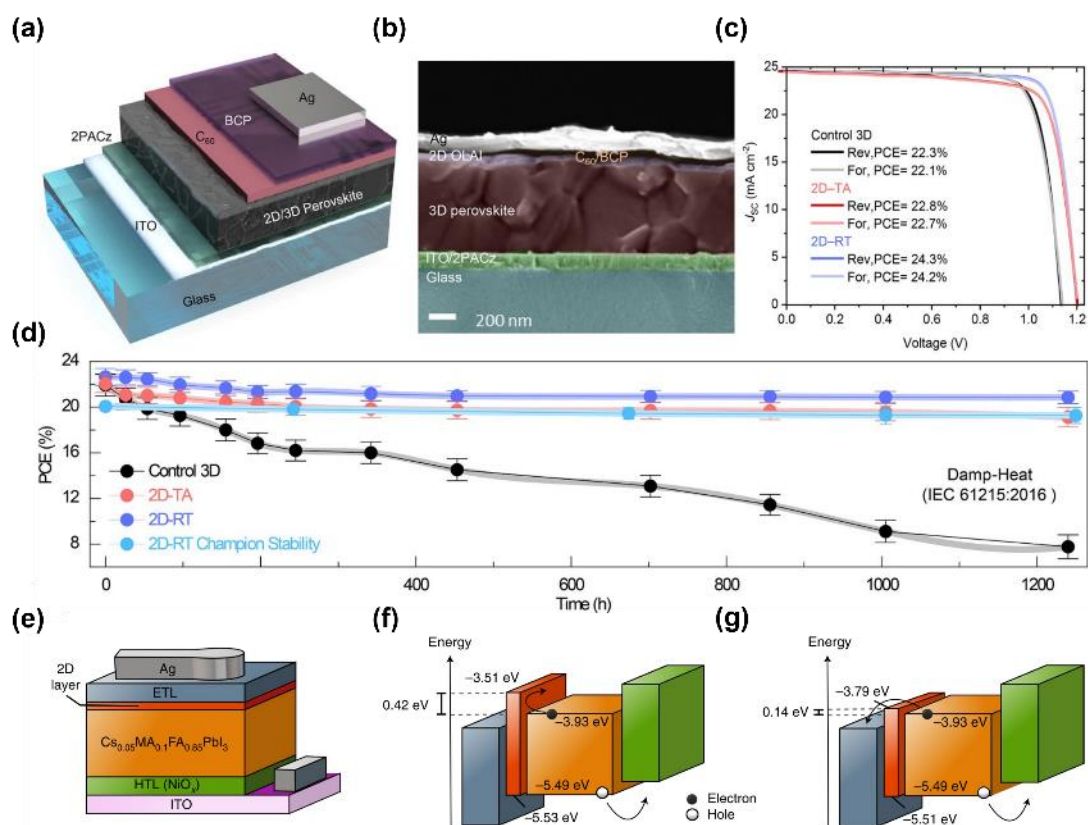 (a)
Ag
BCP
C₆₀
2PACz
2D/3D Perovskite
ITO
Glass
(b)
Ag
2D OLAI
C₆₀/BCP
3D perovskite
ITO/2PACz
Glass
200 nm
(c)
25
20
15
10
5
0
Jsc (mA cm⁻²)
Control 3D
Rev,PCE= 22.3%
For, PCE= 22.1%
2D–TA
Rev,PCE= 22.8%
For, PCE= 22.7%
2D–RT
Rev,PCE= 24.3%
For, PCE= 24.2%
0.0 0.2 0.4 0.6 0.8 1.0 1.2
Voltage (V)
(d)
24
20
16
12
8
PCE (%)
Control 3D
2D-TA
2D-RT
2D-RT Champion Stability
Damp-Heat
(IEC 61215:2016 )
0 200 400 600 800 1000 1200
Time (h)
(e)
Ag
2D
layer
ETL
Cs₀.₀₅MA₀.₁FA₀.₈₅PbI₃
HTL (NiOₓ)
ITO
(f)
Energy
–3.51 eV
0.42 eV
–3.93 eV
–5.49 eV
–5.53 eV
Electron
Hole
(g)
Energy
–3.79 eV
0.14 eV
–3.93 eV
–5.49 eV
–5.51 eV